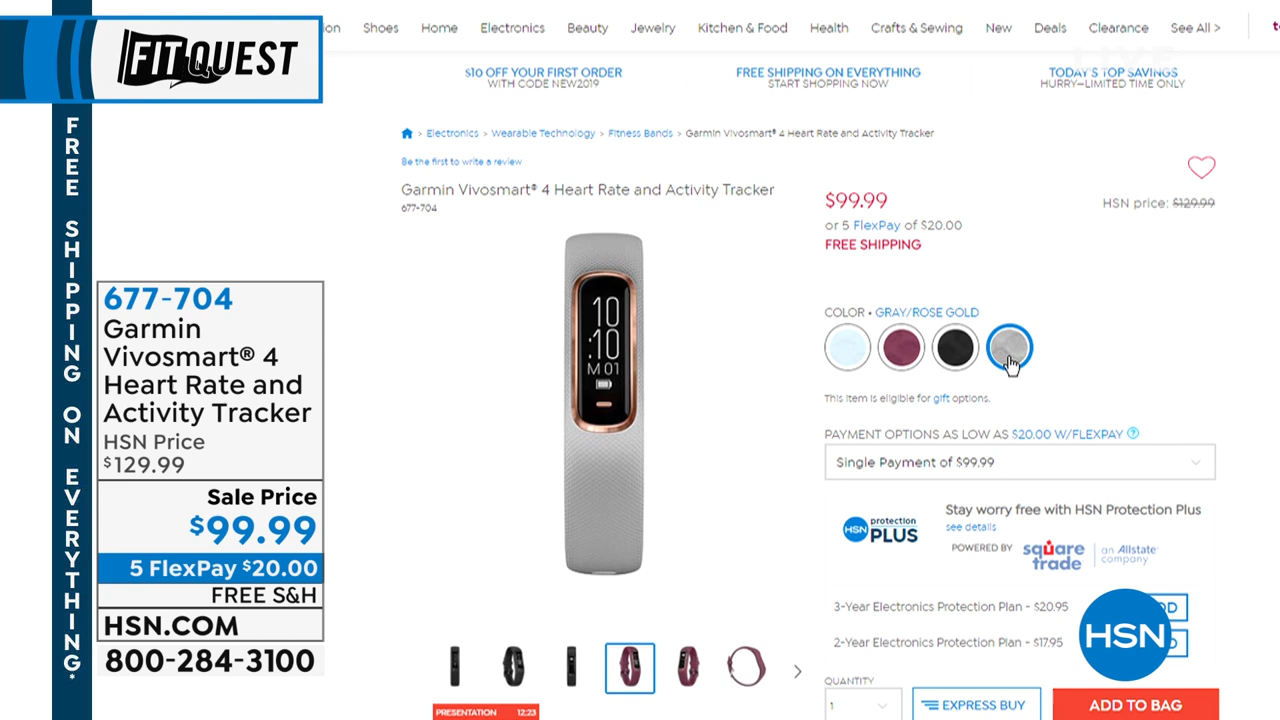 FITQUEST
FREE SHIPPING ON EVERYTHING*
677-704
Garmin
Vivosmart® 4
Heart Rate and
Activity Tracker
HSN Price
$129.99
Sale Price
$99.99
5 FlexPay $20.00
FREE S&H
HSN.COM
800-284-3100
Shoes Home Electronics Beauty Jewelry Kitchen & Food Health Crafts & Sewing New Deals Clearance See All >
LIVE
$10 OFF YOUR FIRST ORDER
WITH CODE NEW2019
FREE SHIPPING ON EVERYTHING
START SHOPPING NOW
TODAY'S TOP SAVINGS
HURRY—LIMITED TIME ONLY
> Electronics > Wearable Technology > Fitness Bands > Garmin Vivosmart® 4 Heart Rate and Activity Tracker
Be the first to write a review
Garmin Vivosmart® 4 Heart Rate and Activity Tracker
677-704
10
:10
M 01
$99.99
HSN price: $129.99
or 5 FlexPay of $20.00
FREE SHIPPING
COLOR • GRAY/ROSE GOLD
This item is eligible for gift options.
PAYMENT OPTIONS AS LOW AS $20.00 W/FLEXPAY ?
Single Payment of $99.99
HSN protection PLUS
Stay worry free with HSN Protection Plus
see details
POWERED BY square trade an Allstate company
3-Year Electronics Protection Plan - $20.95
2-Year Electronics Protection Plan - $17.95
HSN
QUANTITY
1
EXPRESS BUY
ADD TO BAG
PRESENTATION 12:23